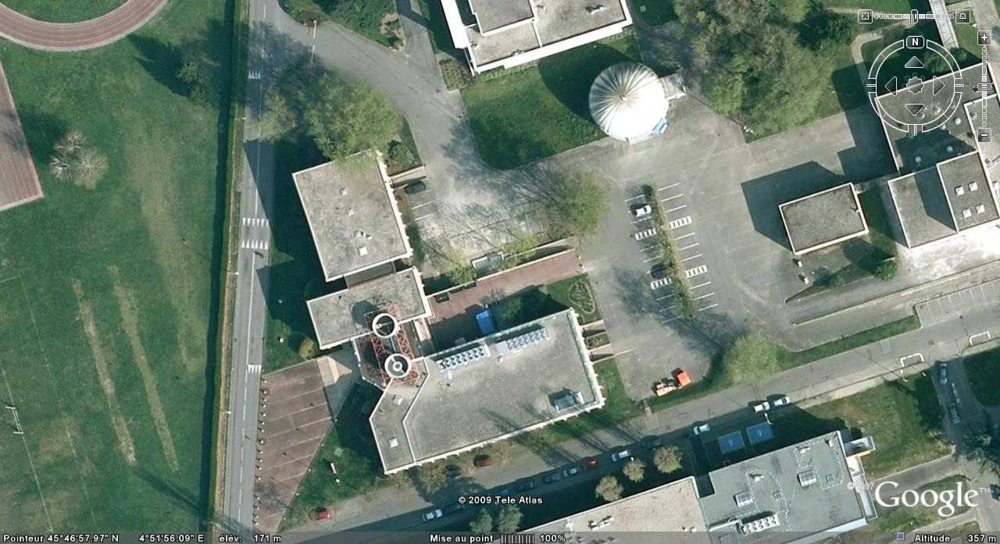 N
© 2009 Tele Atlas
©2007 Google™
Pointeur 45°46'57.97" N 4°51'56.09" E élév. 171 m Mise au point |||||||||| 100% Altitude 357 m